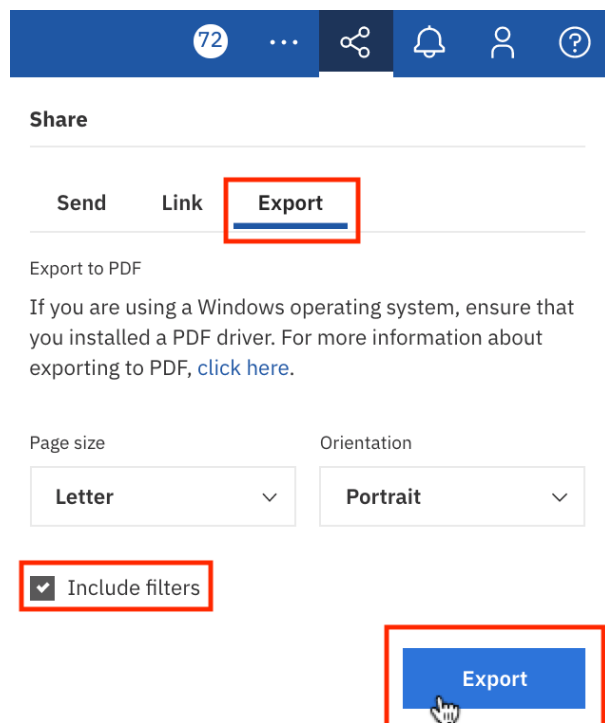 72
Share
Send Link Export
Export to PDF
If you are using a Windows operating system, ensure that
you installed a PDF driver. For more information about
exporting to PDF, click here.
Page size Orientation
Letter Portrait
Include filters
Export